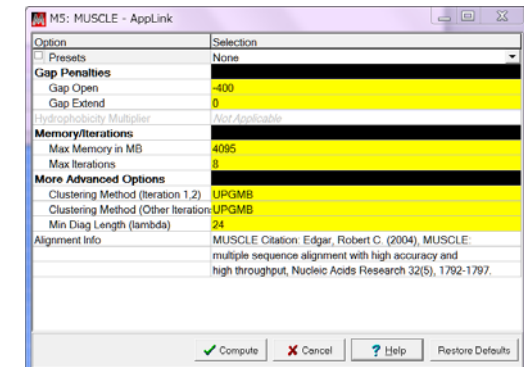 M5: MUSCLE - AppLink
Option Selection
Presets None
Gap Penalties
Gap Open -400
Gap Extend 0
Hydrophobicity Multiplier Not Applicable
Memory/Iterations
Max Memory in MB 4095
Max Iterations 8
More Advanced Options
Clustering Method (Iteration 1,2) UPGMB
Clustering Method (Other Iteration: UPGMB
Min Diag Length (lambda) 24
Alignment Info MUSCLE Citation: Edgar, Robert C. (2004), MUSCLE:
multiple sequence alignment with high accuracy and
high throughput, Nucleic Acids Research 32(5), 1792-1797.
Compute Cancel ? Help Restore Defaults